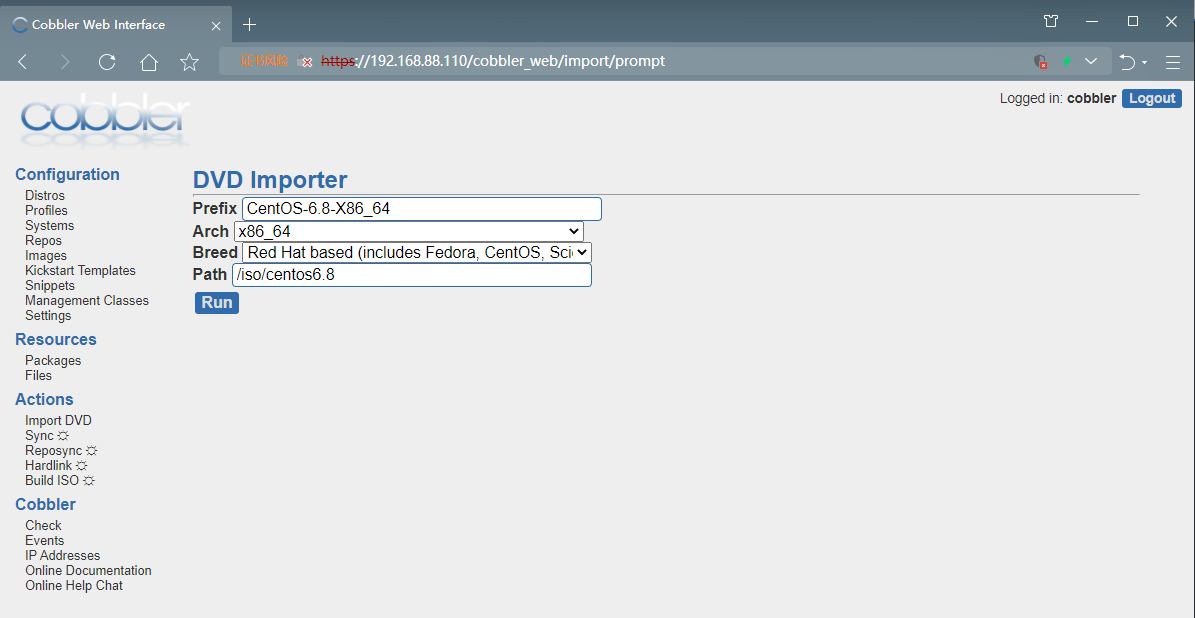 Cobbler Web Interface
https://192.168.88.110/cobbler_web/import/prompt
Logged in: cobbler Logout
cobbler
Configuration
Distros
Profiles
Systems
Repos
Images
Kickstart Templates
Snippets
Management Classes
Settings
Resources
Packages
Files
Actions
Import DVD
Sync
Reposync
Hardlink
Build ISO
Cobbler
Check
Events
IP Addresses
Online Documentation
Online Help Chat
DVD Importer
Prefix CentOS-6.8-X86_64
Arch x86_64
Breed Red Hat based (includes Fedora, CentOS, Sci
Path /iso/centos6.8
Run